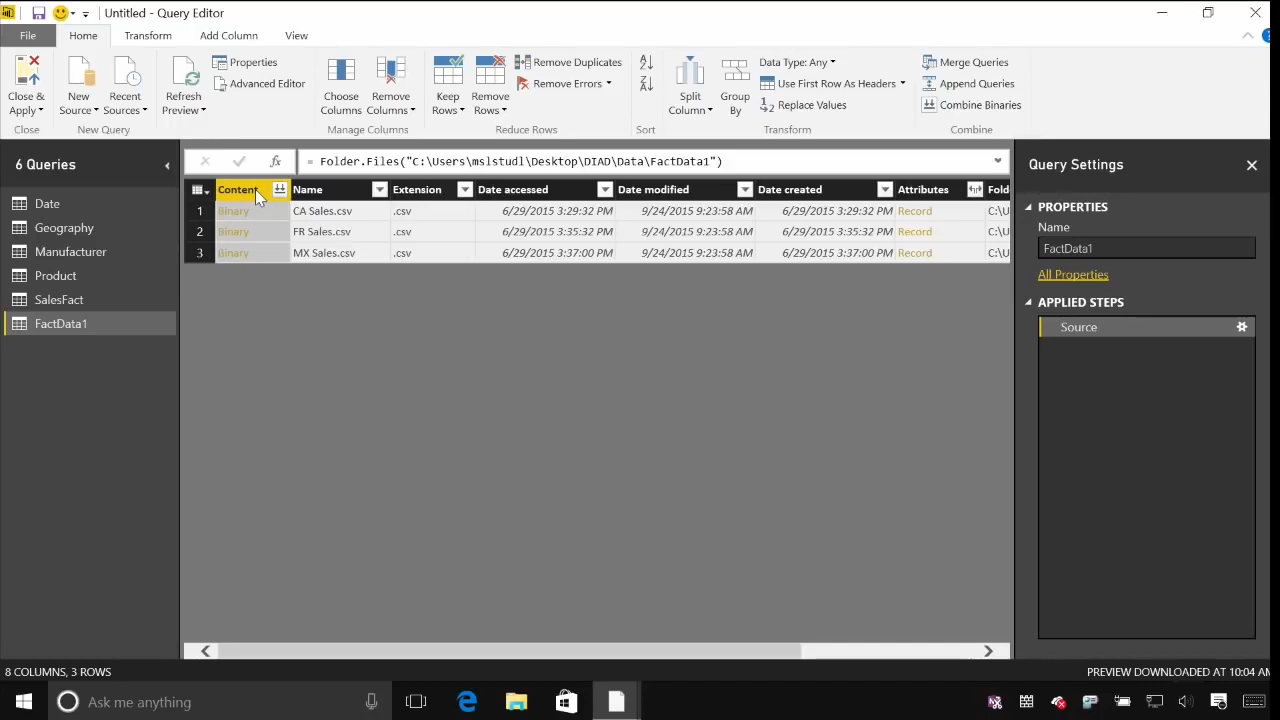 Untitled - Query Editor
File Home Transform Add Column View
Close & Apply
New Source
Recent Sources
Refresh Preview
Properties
Advanced Editor
Choose Columns
Remove Columns
Keep Rows
Remove Rows
Remove Duplicates
Remove Errors
Split Column
Group By
Data Type: Any
Use First Row As Headers
Replace Values
Merge Queries
Append Queries
Combine Binaries
Close New Query Manage Columns Reduce Rows Sort Transform Combine
6 Queries
Date
Geography
Manufacturer
Product
SalesFact
FactData1
fx = Folder.Files("C:\Users\mslstudl\Desktop\DIAD\Data\FactData1")
Content Name Extension Date accessed Date modified Date created Attributes Fold
1 Binary CA Sales.csv .csv 6/29/2015 3:29:32 PM 9/24/2015 9:23:58 AM 6/29/2015 3:29:32 PM Record C:\U
2 Binary FR Sales.csv .csv 6/29/2015 3:35:32 PM 9/24/2015 9:23:58 AM 6/29/2015 3:35:32 PM Record C:\U
3 Binary MX Sales.csv .csv 6/29/2015 3:37:00 PM 9/24/2015 9:23:58 AM 6/29/2015 3:37:00 PM Record C:\U
Query Settings
PROPERTIES
Name
FactData1
All Properties
APPLIED STEPS
Source
8 COLUMNS, 3 ROWS
PREVIEW DOWNLOADED AT 10:04 AM
Ask me anything